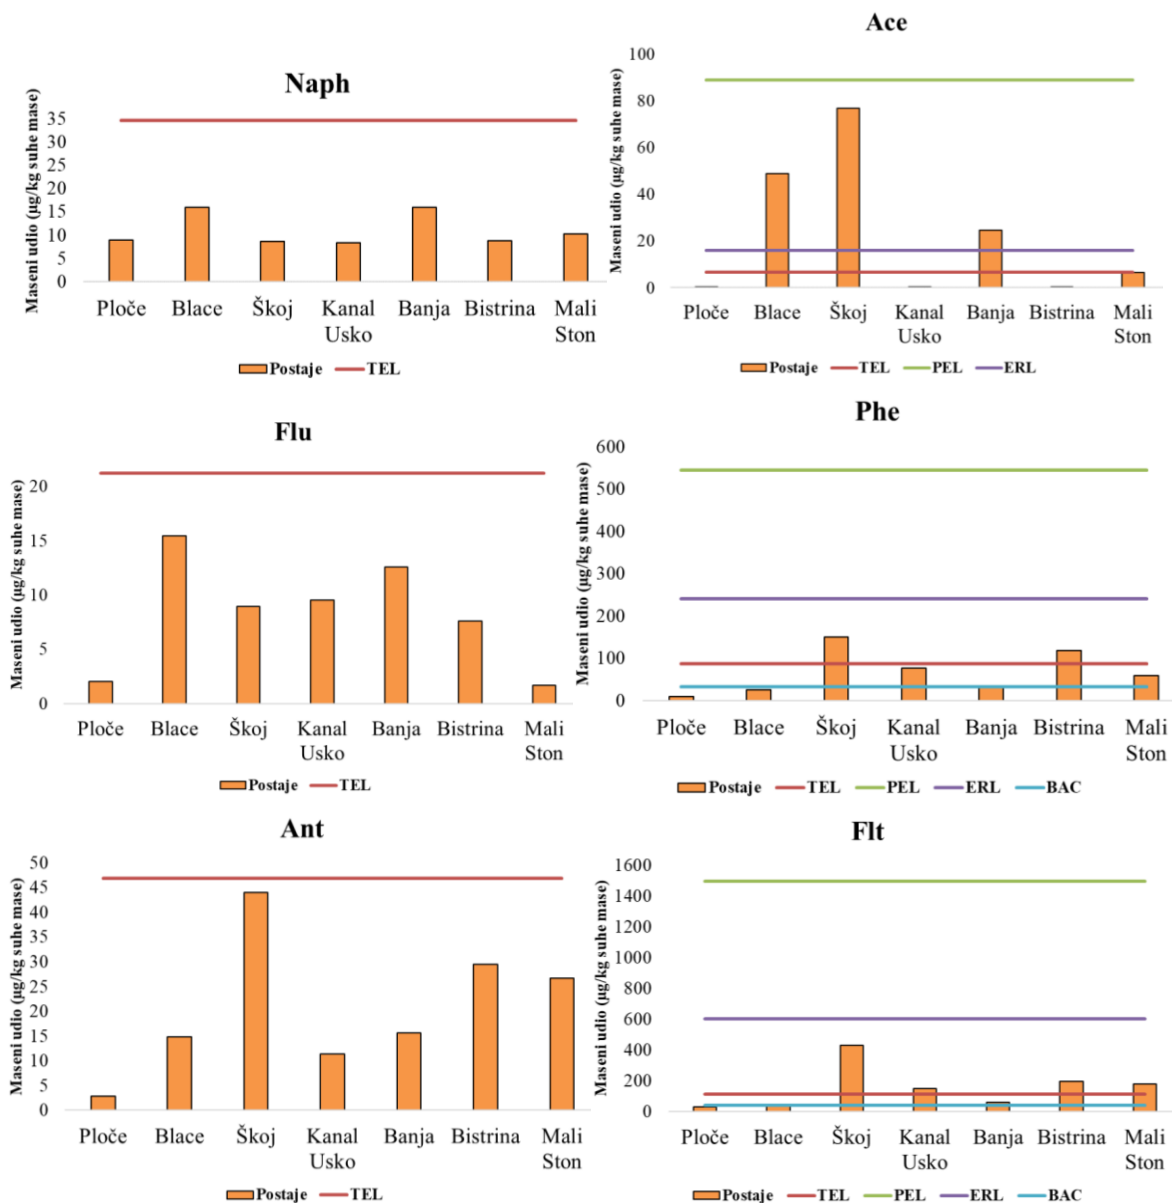 Naph
Maseni udio (µg/kg suhe mase)
35
30
25
20
15
10
5
0
Ploče Blace Škoj Kanal Usko Banja Bistrina Mali Ston
Postaje TEL
Ace
Maseni udio (µg/kg suhe mase)
100
80
60
40
20
0
Ploče Blace Škoj Kanal Usko Banja Bistrina Mali Ston
Postaje TEL PEL ERL
Flu
Maseni udio (µg/kg suhe mase)
20
15
10
5
0
Ploče Blace Škoj Kanal Usko Banja Bistrina Mali Ston
Postaje TEL
Phe
Maseni udio (µg/kg suhe mase)
600
500
400
300
200
100
0
Ploče Blace Škoj Kanal Usko Banja Bistrina Mali Ston
Postaje TEL PEL ERL BAC
Ant
Maseni udio (µg/kg suhe mase)
50
45
40
35
30
25
20
15
10
5
0
Ploče Blace Škoj Kanal Usko Banja Bistrina Mali Ston
Postaje TEL
Flt
Maseni udio (µg/kg suhe mase)
1600
1400
1200
1000
800
600
400
200
0
Ploče Blace Škoj Kanal Usko Banja Bistrina Mali Ston
Postaje TEL PEL ERL BAC